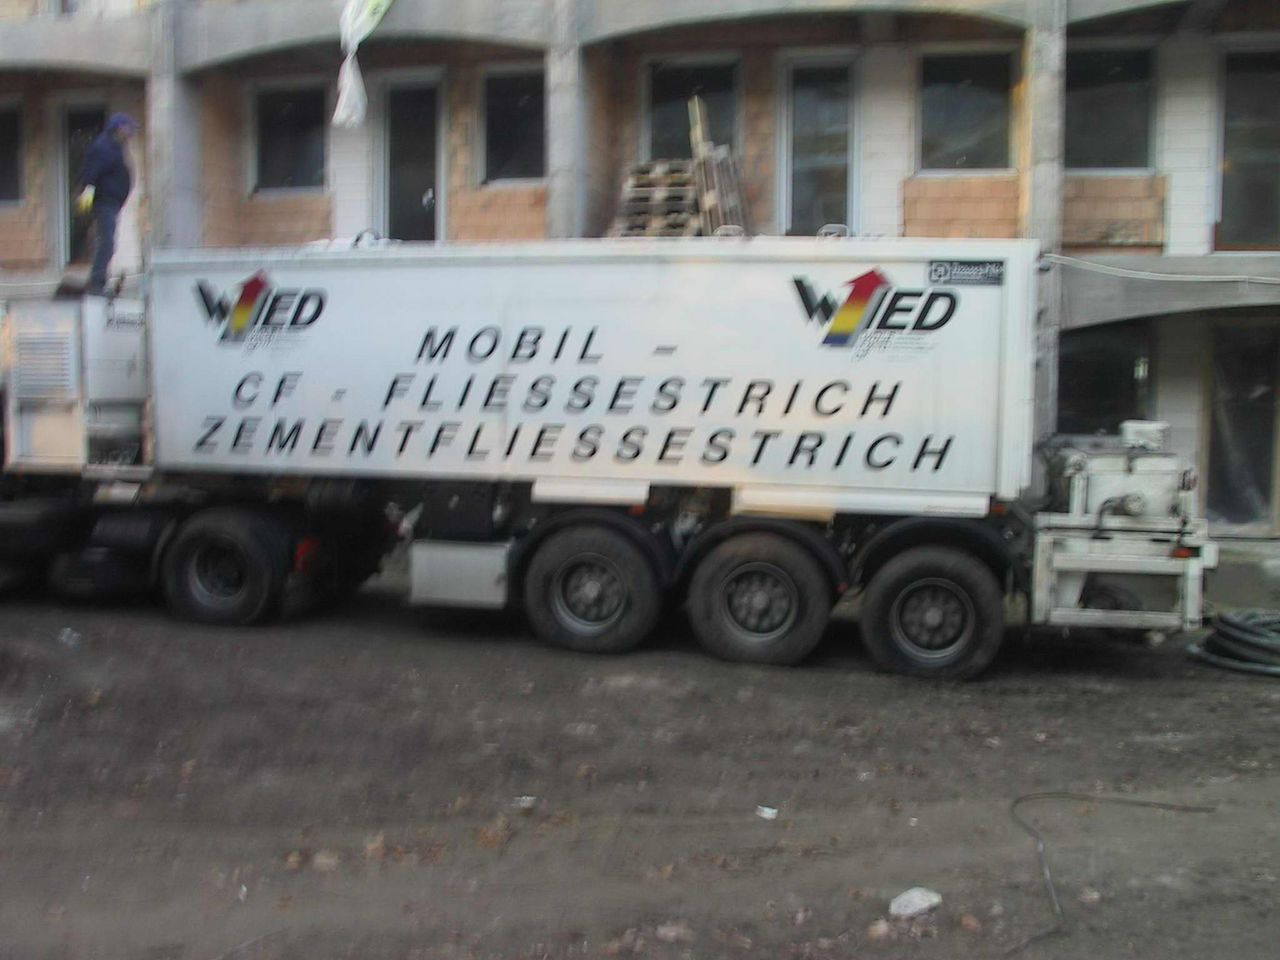 WIED
WIED
MOBIL -
CF - FLIESSESTRICH
ZEMENTFLIESSESTRICH